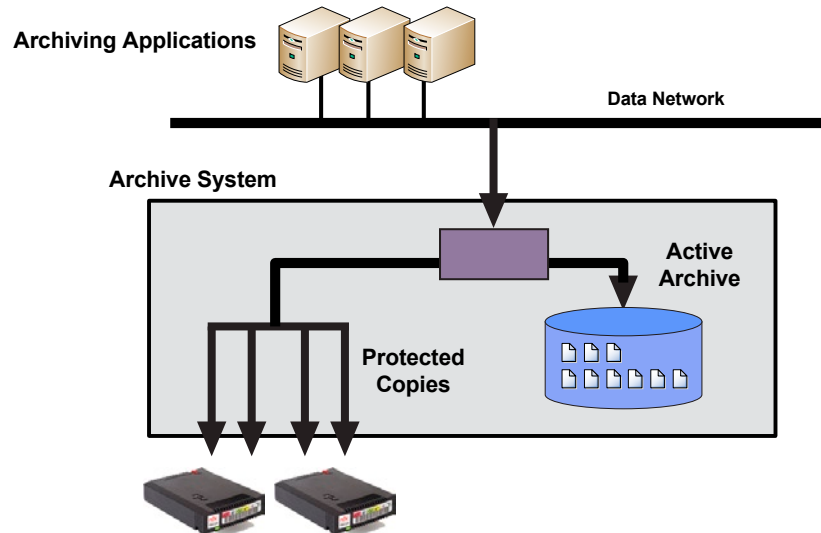 Archiving Applications
Data Network
Archive System
Active
Archive
Protected
Copies